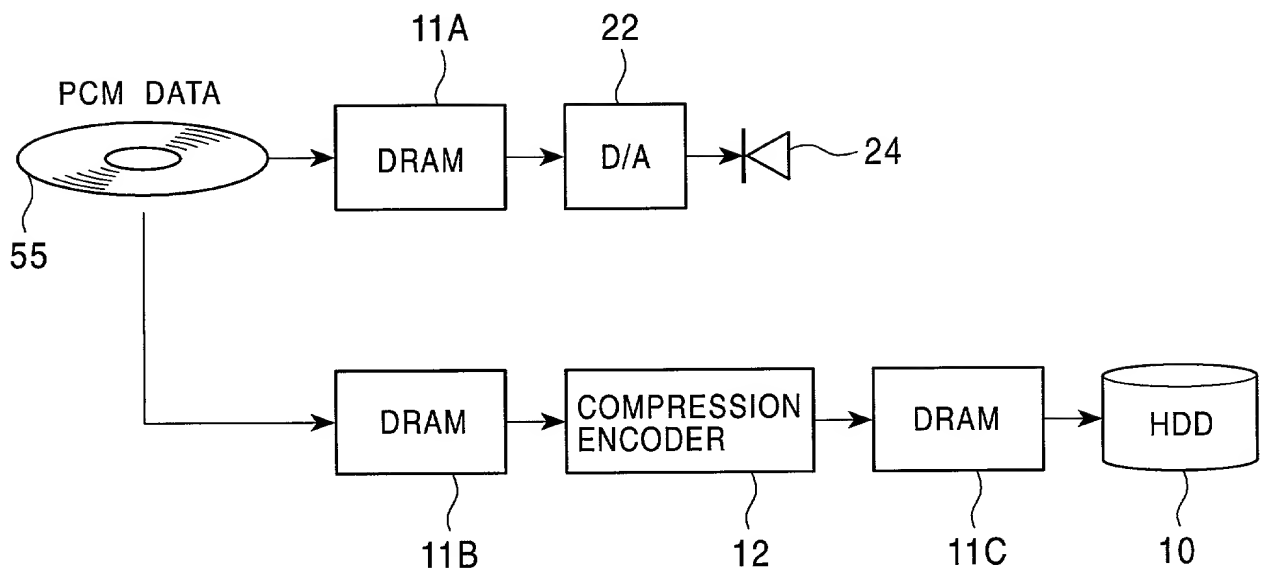 11A
22
PCM DATA
DRAM
D/A
24
55
DRAM
COMPRESSION
ENCODER
DRAM
HDD
11B
12
11C
10